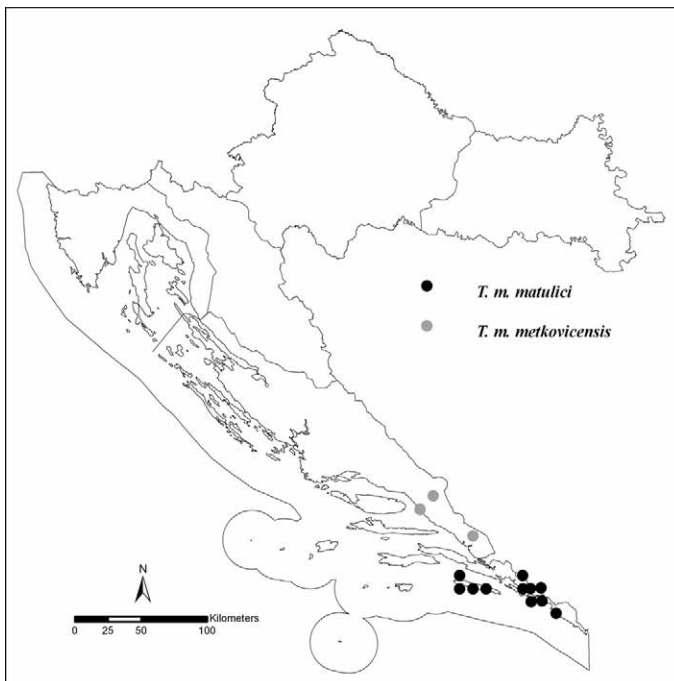 T. m. matulici
T. m. metkovicensis
N
Kilometers
0 25 50 100